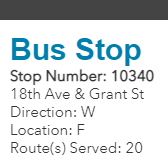 Bus Stop
Stop Number: 10340
18th Ave & Grant St
Direction: W
Location: F
Route(s) Served: 20